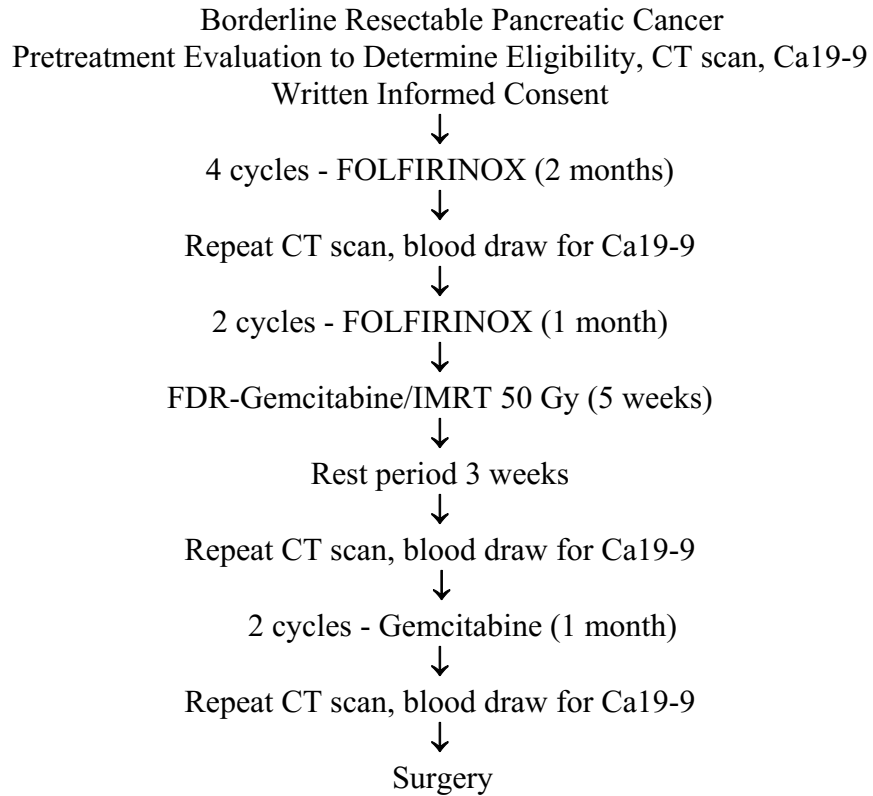 Borderline Resectable Pancreatic Cancer
Pretreatment Evaluation to Determine Eligibility, CT scan, Ca19-9
Written Informed Consent
↓
4 cycles - FOLFIRINOX (2 months)
↓
Repeat CT scan, blood draw for Ca19-9
↓
2 cycles - FOLFIRINOX (1 month)
↓
FDR-Gemcitabine/IMRT 50 Gy (5 weeks)
↓
Rest period 3 weeks
↓
Repeat CT scan, blood draw for Ca19-9
↓
2 cycles - Gemcitabine (1 month)
↓
Repeat CT scan, blood draw for Ca19-9
↓
Surgery